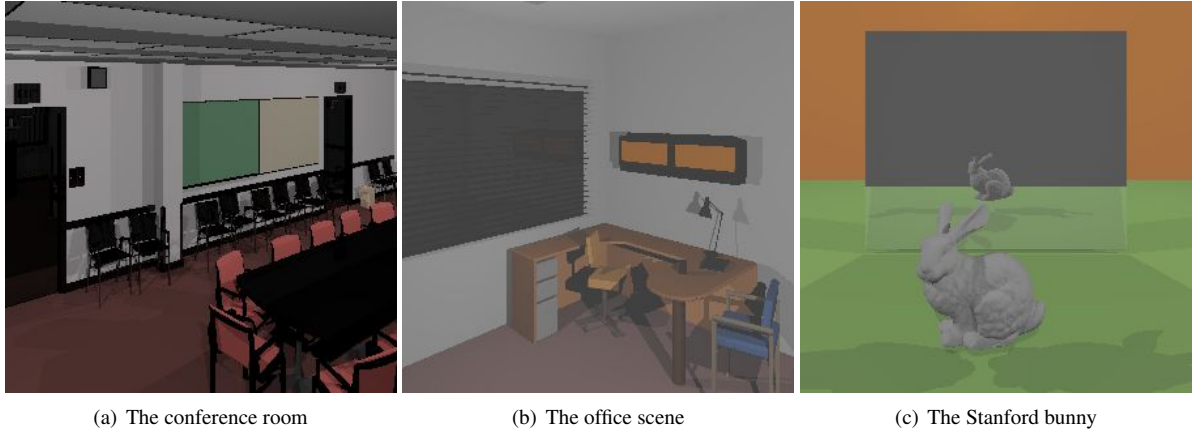 (a) The conference room
(b) The office scene
(c) The Stanford bunny